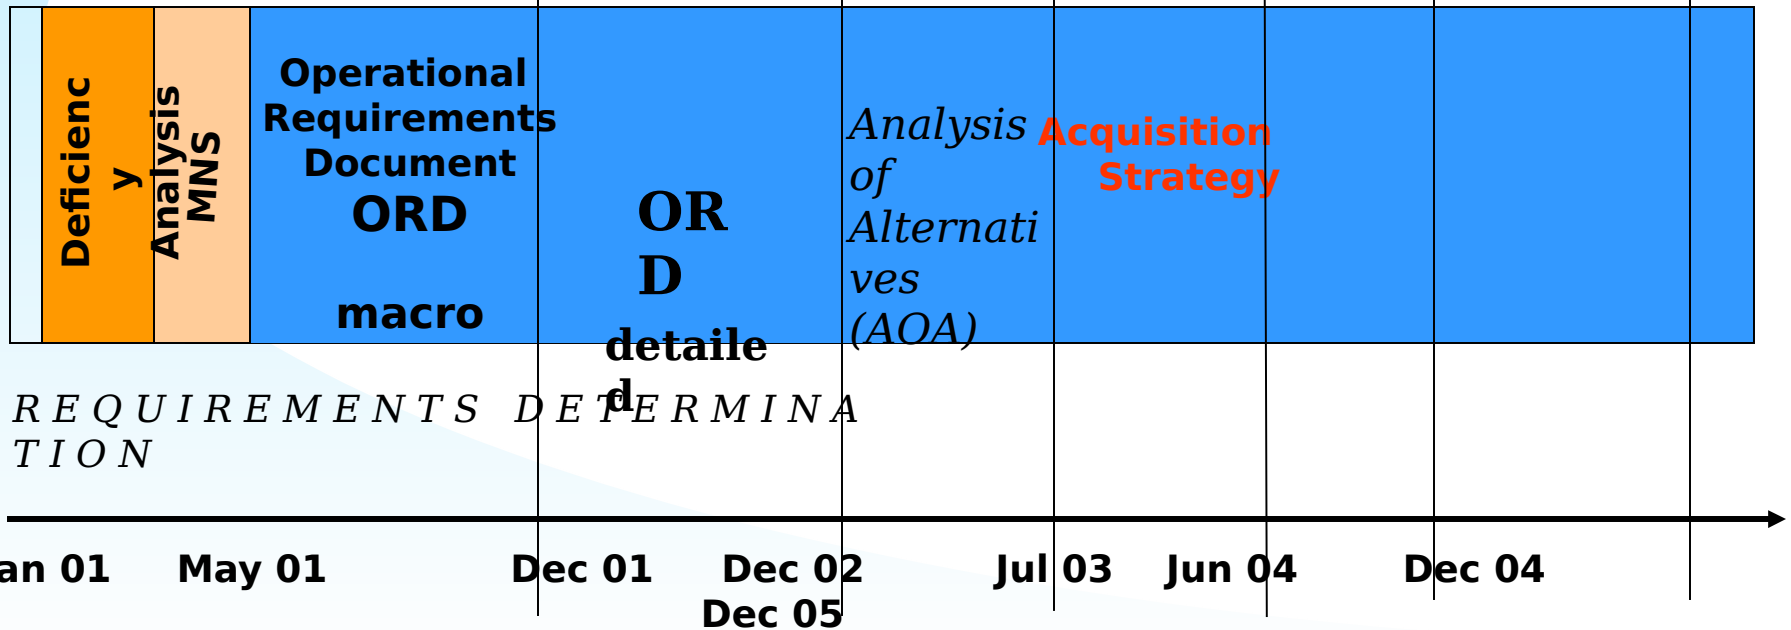 Deficienc
y
Analysis
MNS
Operational
Requirements
Document
ORD
macro
OR
D
detaile
d
Analysis
of
Alternati
ves
(AOA)
Acquisition
Strategy
R E Q U I R E M E N T S D E T E R M I N A
T I O N
an 01 May 01 Dec 01 Dec 02 Jul 03 Jun 04 Dec 04
Dec 05